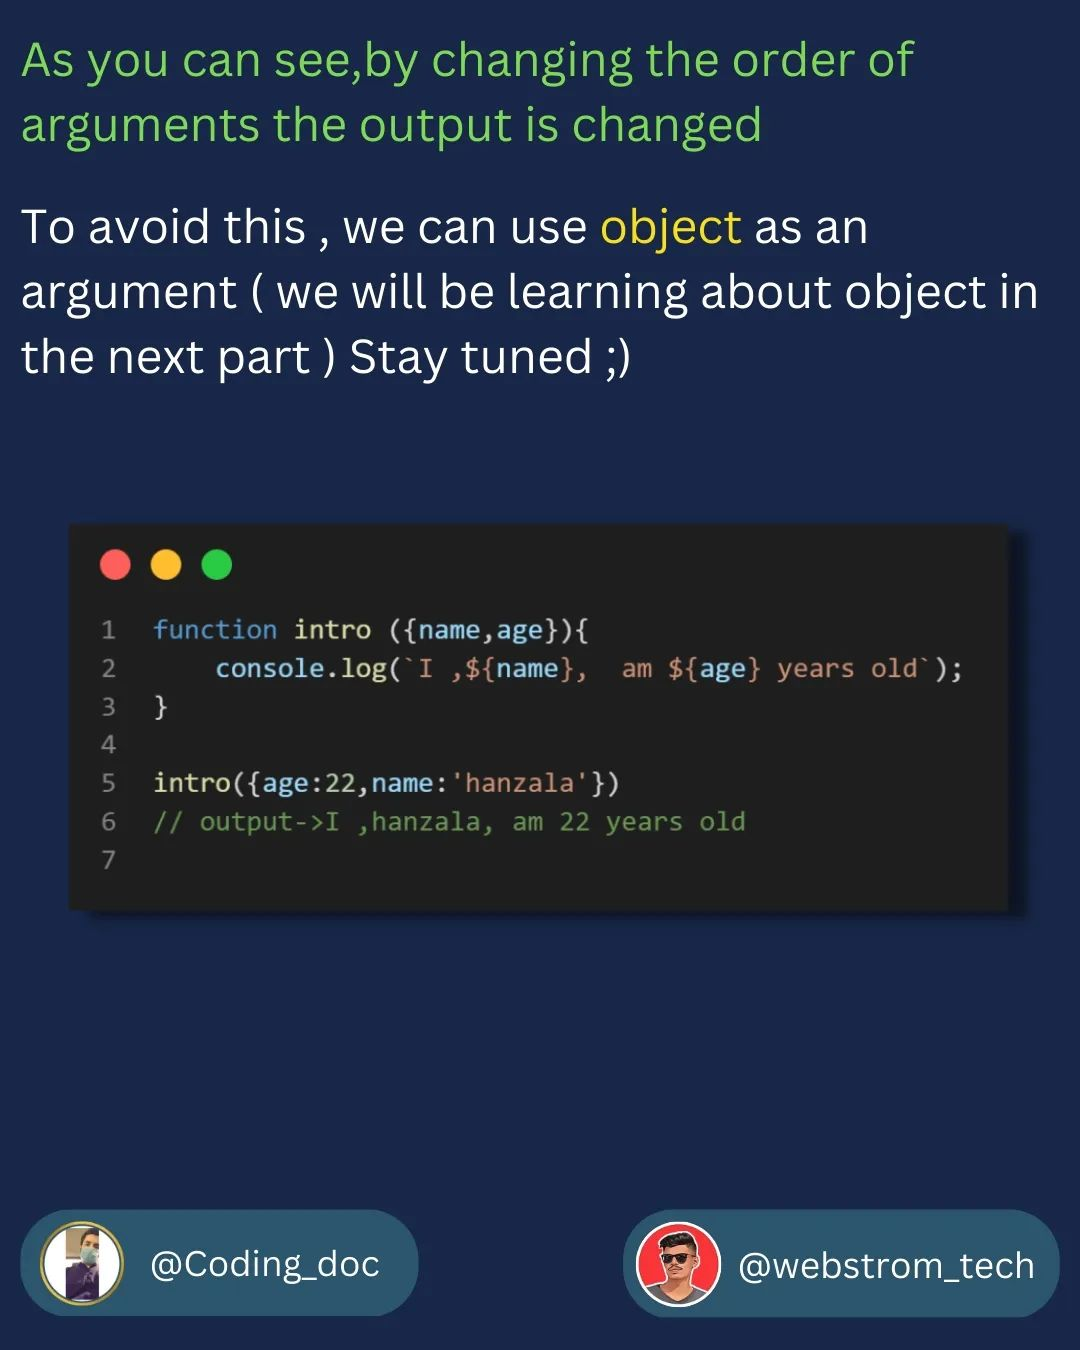 As you can see,by changing the order of
arguments the output is changed
To avoid this , we can use object as an
argument ( we will be learning about object in
the next part ) Stay tuned ;)
1 function intro ({name,age}){
2     console.log(`I ,${name},  am ${age} years old`);
3 }
4
5 intro({age:22,name:'hanzala'})
6 // output->I ,hanzala, am 22 years old
7
@Coding_doc
@webstrom_tech